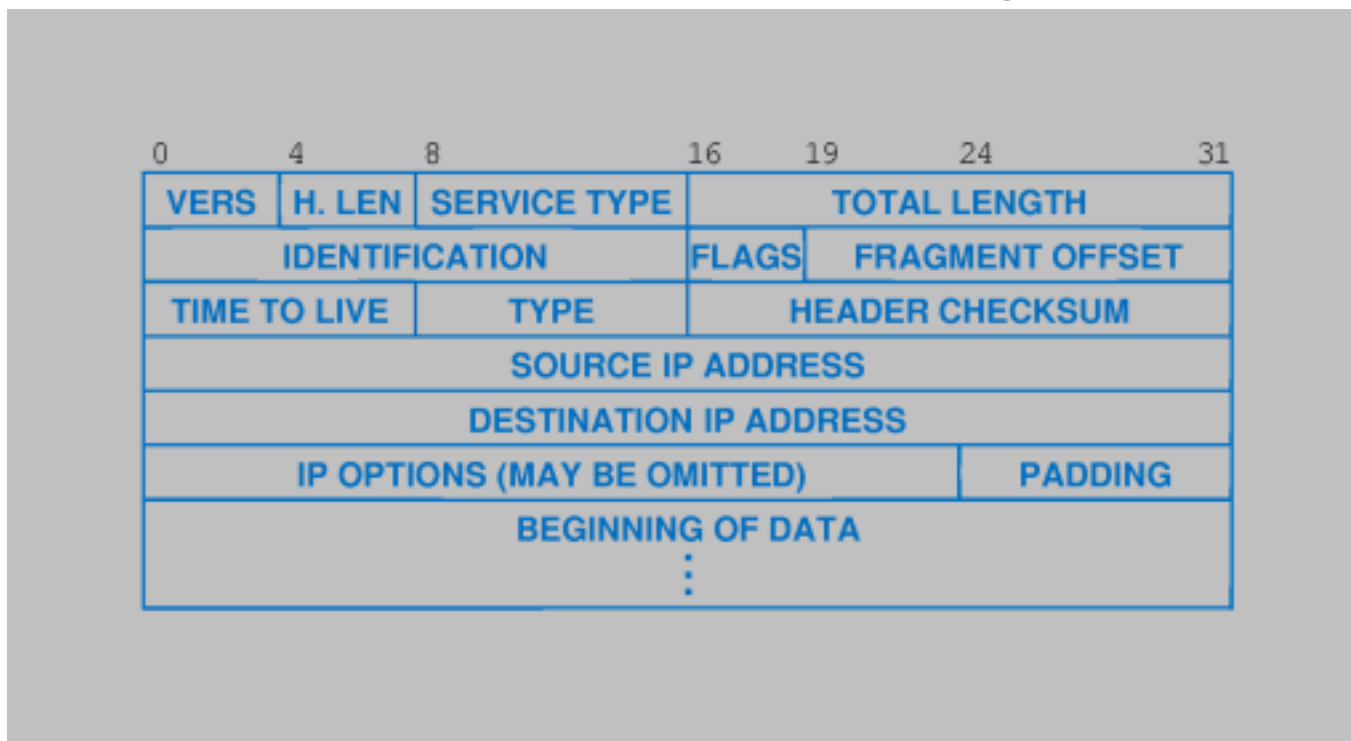 0 4 8 16 19 24 31
VERS H. LEN SERVICE TYPE TOTAL LENGTH
IDENTIFICATION FLAGS FRAGMENT OFFSET
TIME TO LIVE TYPE HEADER CHECKSUM
SOURCE IP ADDRESS
DESTINATION IP ADDRESS
IP OPTIONS (MAY BE OMITTED) PADDING
BEGINNING OF DATA